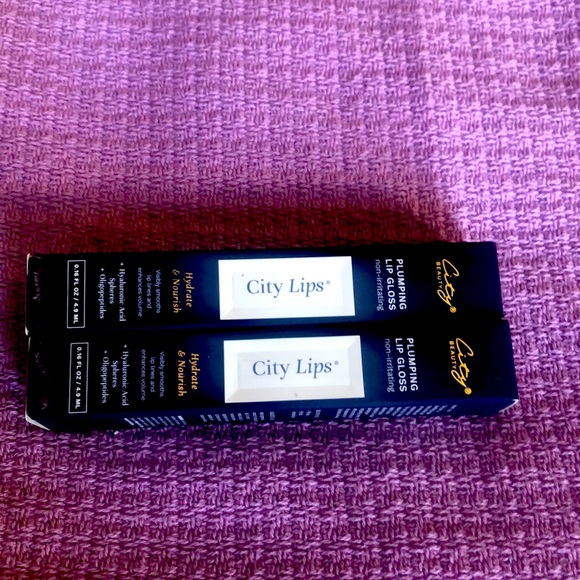 City®
BEAUTY
PLUMPING
LIP GLOSS
non-irritating
City Lips®
Hydrate
& Nourish
Visibly smooths
lip lines and
enhances volume
• Hyaluronic Acid
Spheres
• Oligopeptides
0.16 FL OZ / 4.9 ML
City®
BEAUTY
PLUMPING
LIP GLOSS
non-irritating
City Lips®
Hydrate
& Nourish
Visibly smooths
lip lines and
enhances volume
• Hyaluronic Acid
Spheres
• Oligopeptides
0.16 FL OZ / 4.9 ML